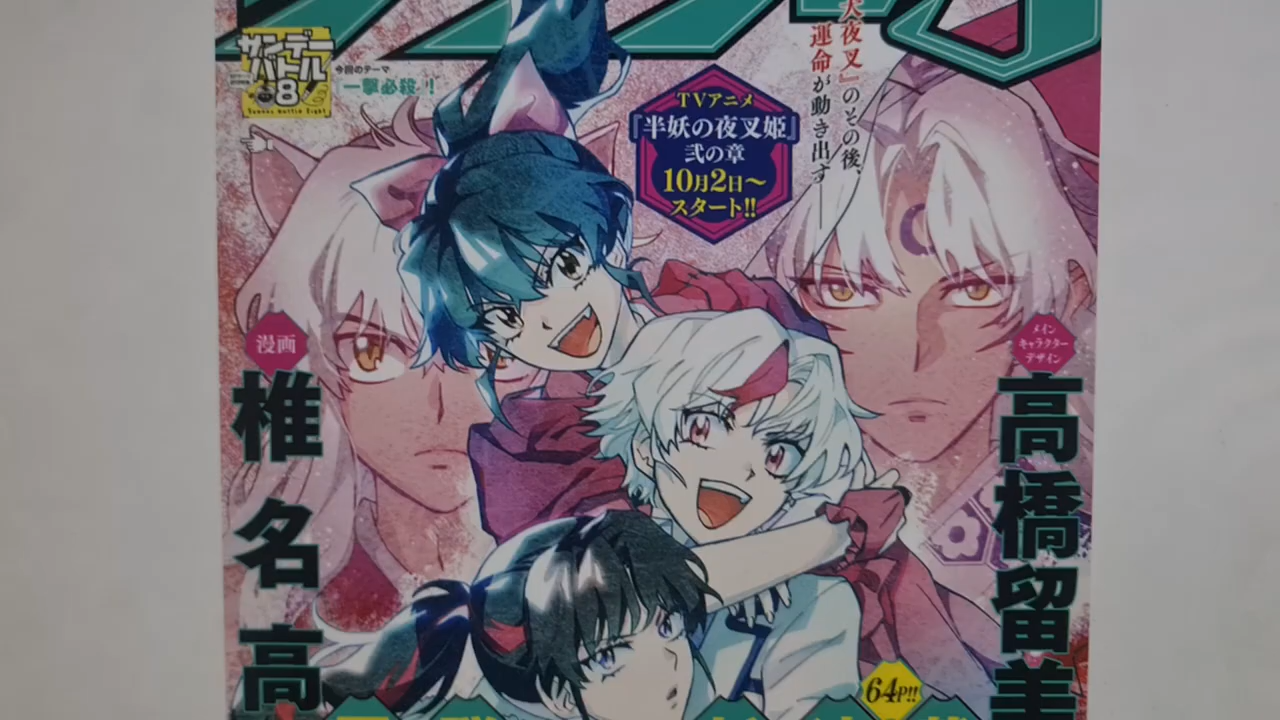 サンデー
バトル
8
Sunday Battle Eight
今回のテーマ
一撃必殺！
TVアニメ
『半妖の夜叉姫』
弐の章
10月2日〜
スタート!!
犬夜叉』のその後、
運命が動き出す——
漫画
椎名高
メイン
キャラクター
デザイン
高橋留美
64P!!